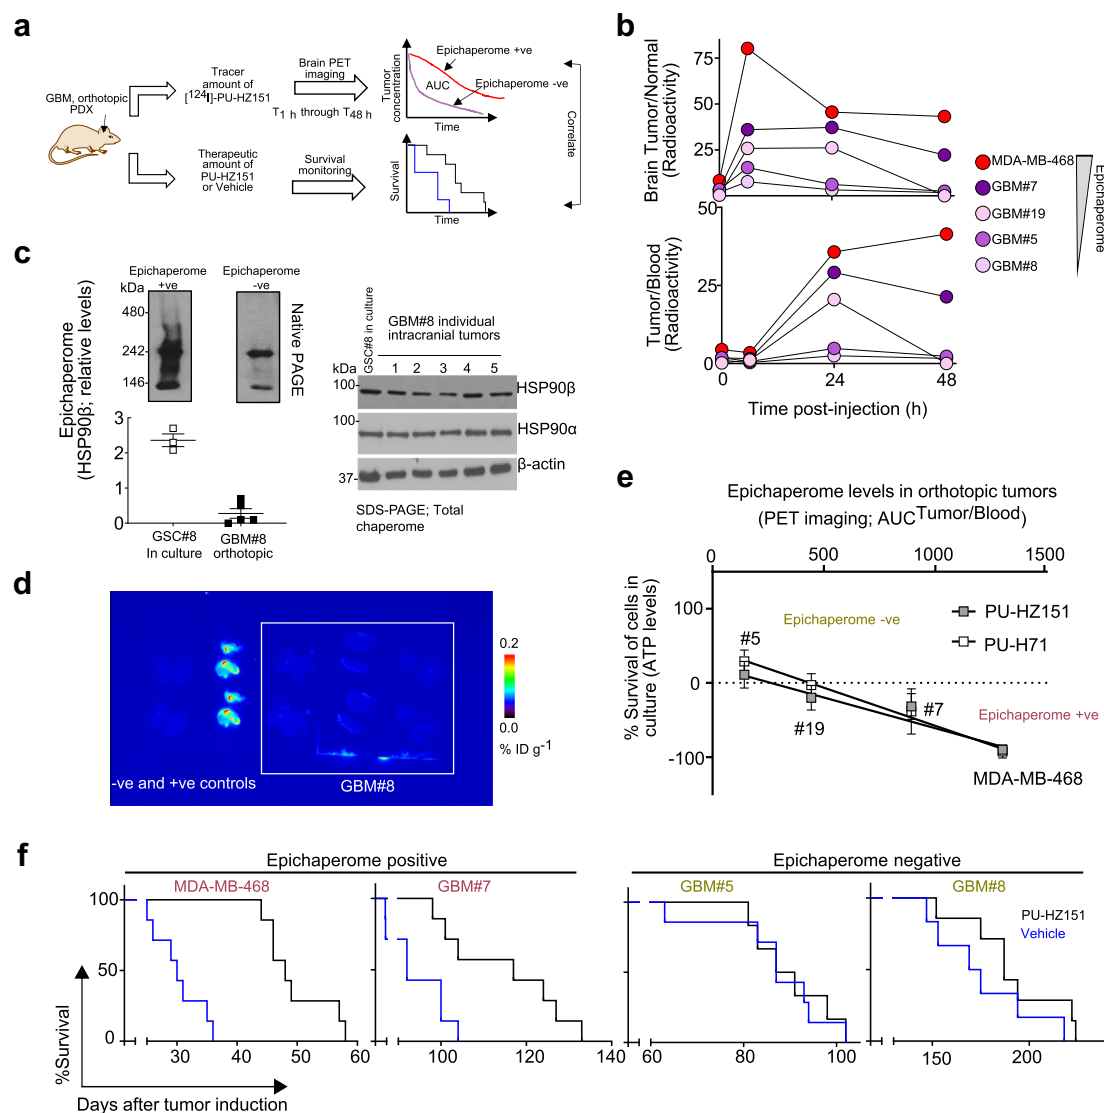 a
GBM, orthotopic
PDX
Tracer
amount of
[124I]-PU-HZ151
Brain PET
imaging
T1 h through T48 h
Therapeutic
amount of
PU-HZ151
or Vehicle
Survival
monitoring
Tumor
concentration
Epichaperome +ve
AUC
Epichaperome -ve
Time
Survival
Time
Correlate
b
Brain Tumor/Normal
(Radioactivity)
75
50
25
Tumor/Blood
(Radioactivity)
50
25
0
0
24
48
Time post-injection (h)
MDA-MB-468
GBM#7
GBM#19
GBM#5
GBM#8
Epichaperome
c
Epichaperome
+ve
Epichaperome
-ve
kDa
480
242
146
Native PAGE
Epichaperome
(HSP90β; relative levels)
3
2
1
0
GSC#8
In culture
GBM#8
orthotopic
GSC#8 in culture
GBM#8 individual
intracranial tumors
kDa
1
2
3
4
5
100
HSP90β
100
HSP90α
37-
β-actin
SDS-PAGE; Total
chaperome
d
-ve and +ve controls
GBM#8
0.2
0.0
% ID g-1
e
Epichaperome levels in orthotopic tumors
(PET imaging; AUCTumor/Blood)
0
500
1000
1500
% Survival of cells in
culture (ATP levels)
100
0
-100
Epichaperome -ve
PU-HZ151
PU-H71
#5
#19
#7
Epichaperome +ve
MDA-MB-468
f
Epichaperome positive
Epichaperome negative
MDA-MB-468
GBM#7
GBM#5
GBM#8
PU-HZ151
Vehicle
%Survival
100
50
0
30
40
50
60
100
120
140
60
80
100
150
200
Days after tumor induction